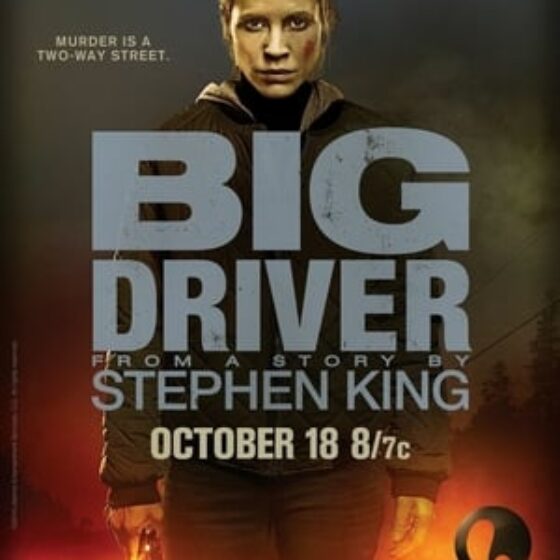 MURDER IS A
TWO-WAY STREET.
BIG
DRIVER
FROM A STORY BY
STEPHEN KING
OCTOBER 18 8/7c